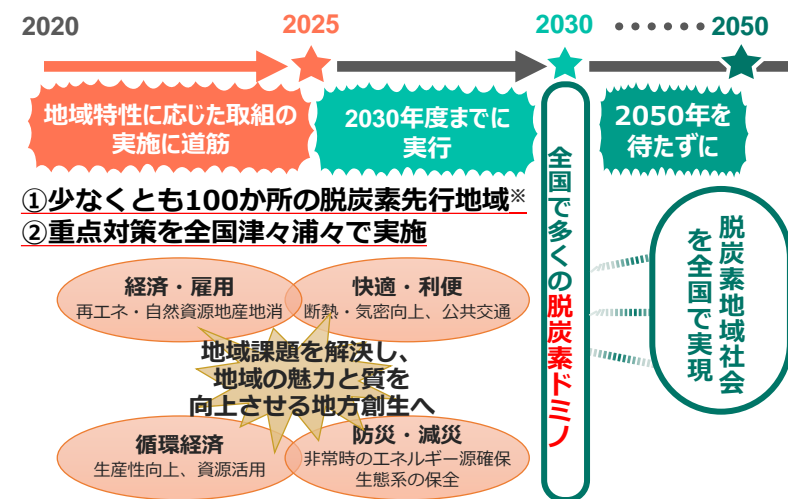 2020
2025
2030
・・・・・・
2050
地域特性に応じた取組の
実施に道筋
2030年度までに
実行
2050年を
待たずに
①少なくとも100か所の脱炭素先行地域※
②重点対策を全国津々浦々で実施
経済・雇用
再エネ・自然資源地産地消
快適・利便
断熱・気密向上、公共交通
地域課題を解決し、
地域の魅力と質を
向上させる地方創生へ
循環経済
生産性向上、資源活用
防災・減災
非常時のエネルギー源確保
生態系の保全
全国で多くの脱炭素ドミノ
脱炭素地域社会
を全国で実現